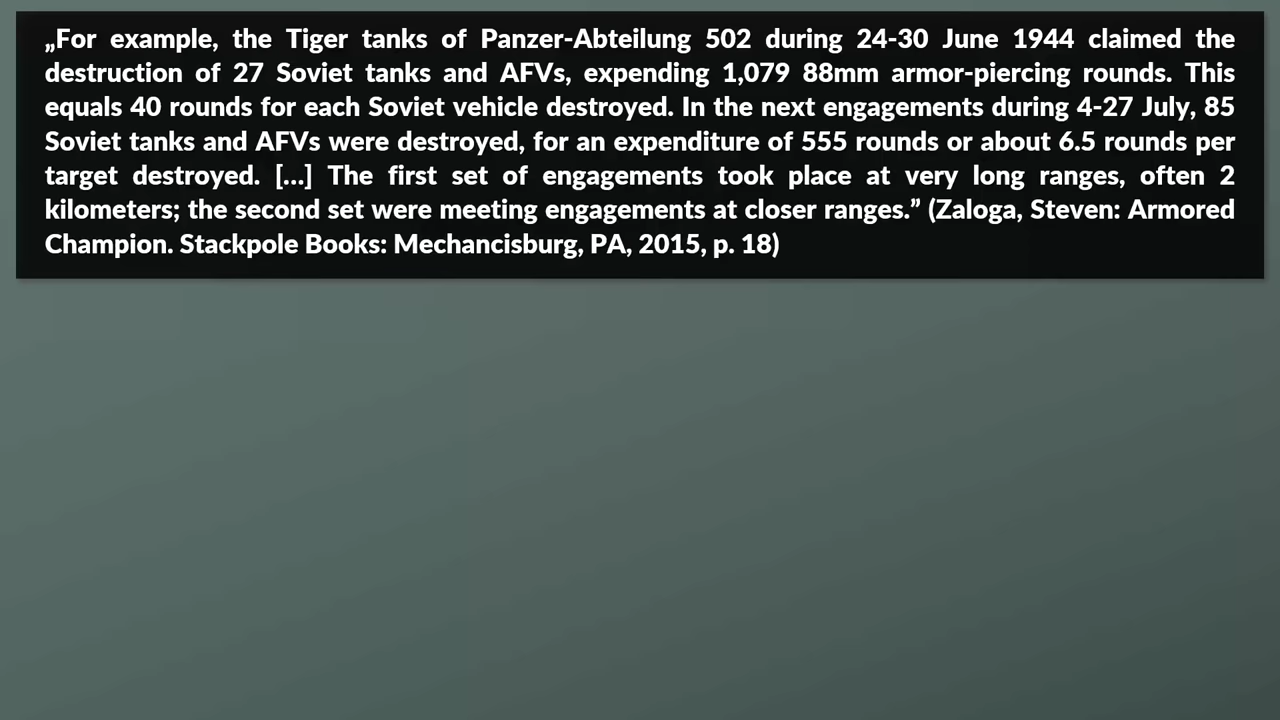 „For example, the Tiger tanks of Panzer-Abteilung 502 during 24-30 June 1944 claimed the
destruction of 27 Soviet tanks and AFVs, expending 1,079 88mm armor-piercing rounds. This
equals 40 rounds for each Soviet vehicle destroyed. In the next engagements during 4-27 July, 85
Soviet tanks and AFVs were destroyed, for an expenditure of 555 rounds or about 6.5 rounds per
target destroyed. [...] The first set of engagements took place at very long ranges, often 2
kilometers; the second set were meeting engagements at closer ranges.” (Zaloga, Steven: Armored
Champion. Stackpole Books: Mechancisburg, PA, 2015, p. 18)